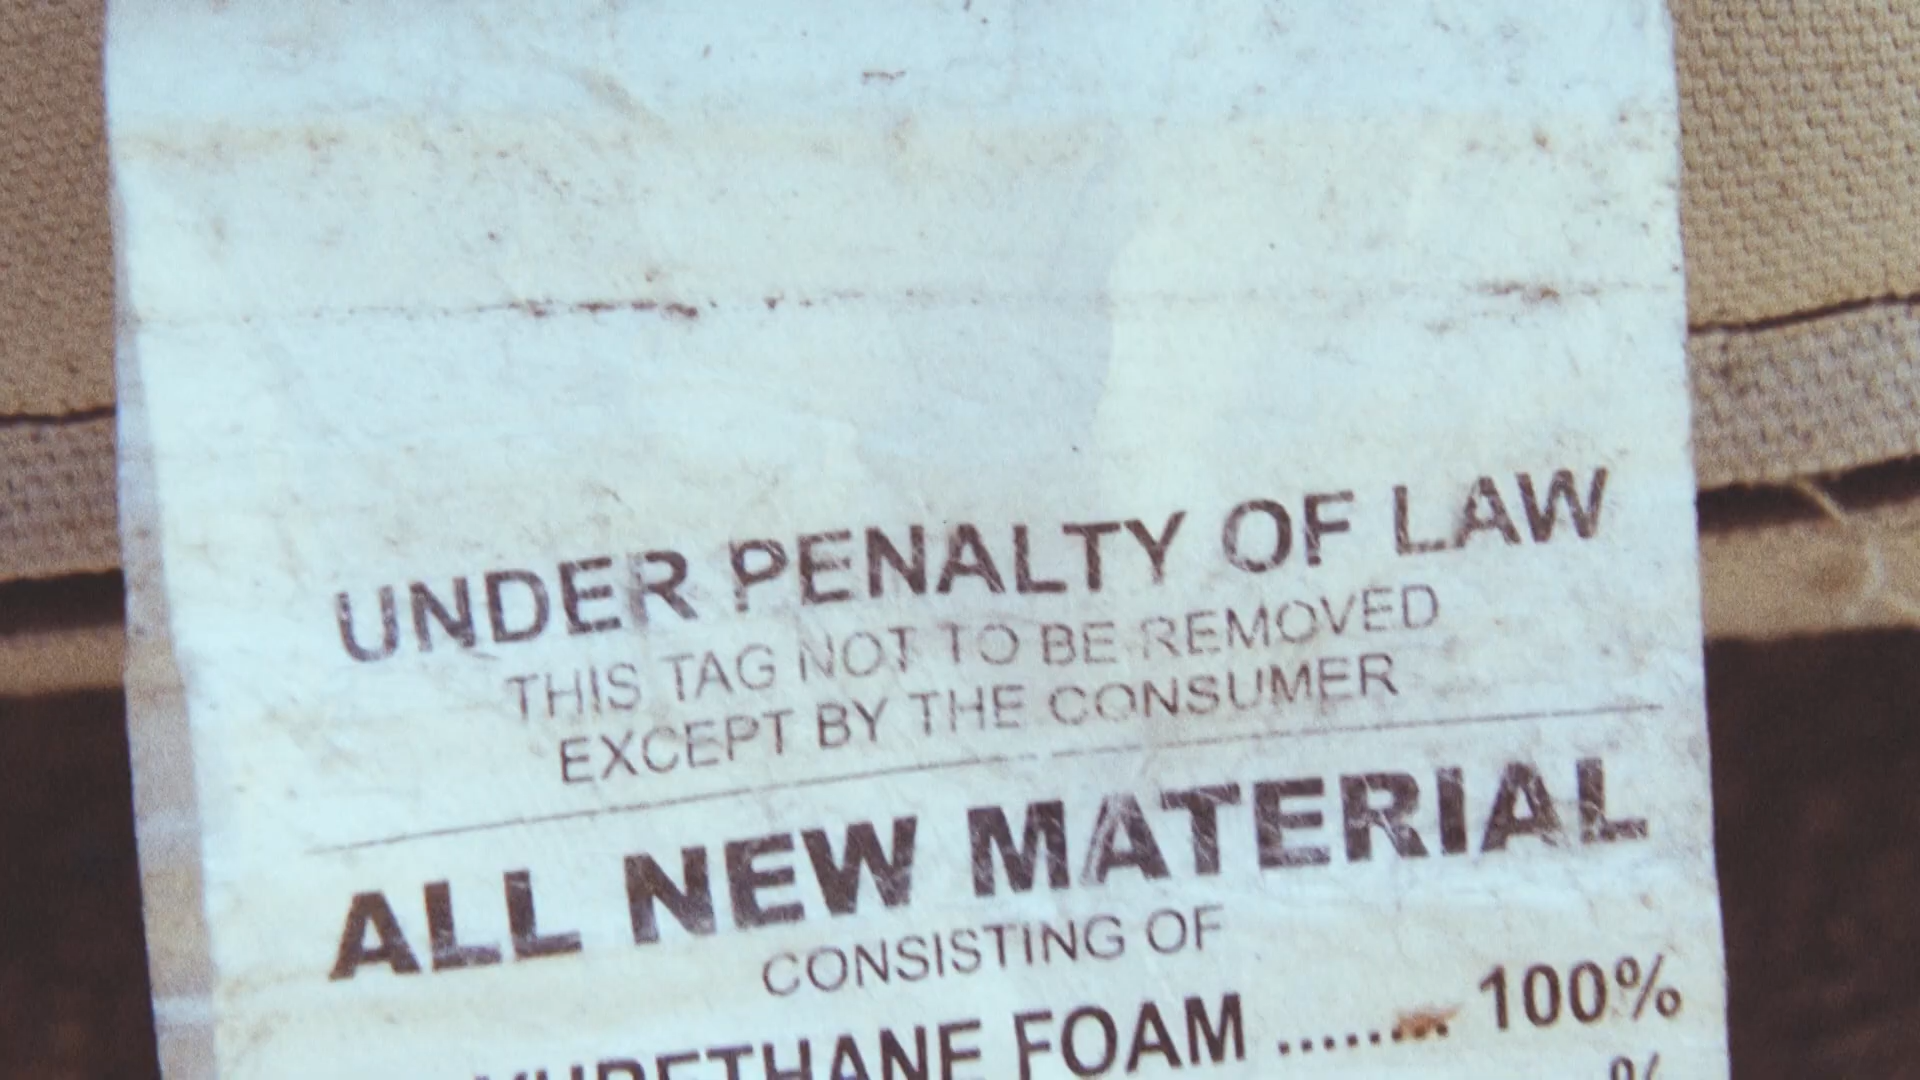 UNDER PENALTY OF LAW
THIS TAG NOT TO BE REMOVED
EXCEPT BY THE CONSUMER
ALL NEW MATERIAL
CONSISTING OF
FOAM ........ 100%
%